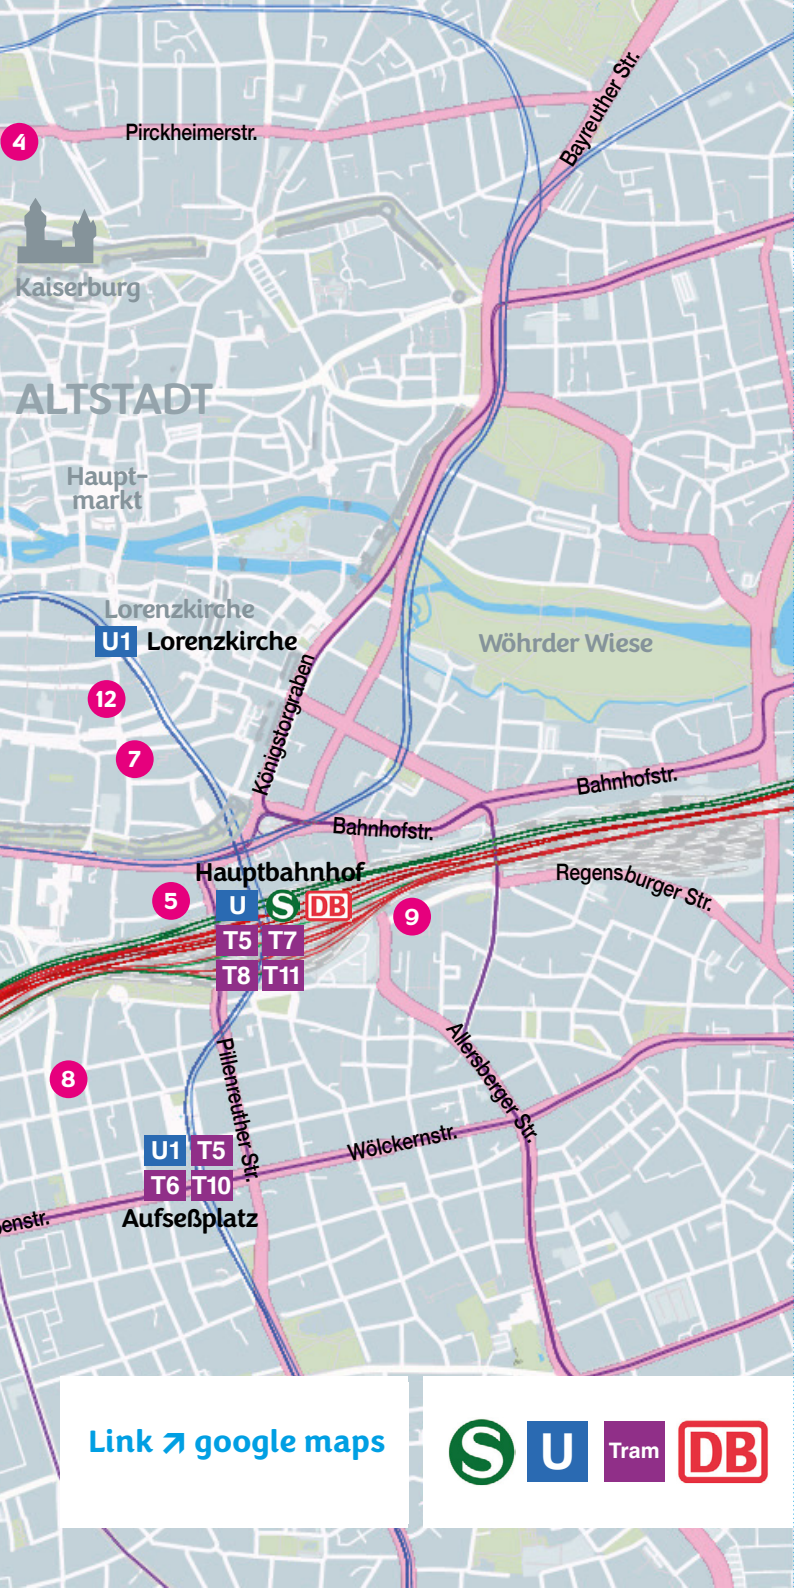 Bayreuther Str.
Pirckheimerstr.
4
Kaiserburg
ALTSTADT
Haupt-
markt
Lorenzkirche
U1 Lorenzkirche
Wöhrder Wiese
12
Königstorgraben
7
Bahnhofstr.
Bahnhofstr.
Hauptbahnhof
Regensburger Str.
5
U S DB
9
T5 T7
T8 T11
Allersberger Str.
Pillenreuther Str.
8
U1 T5
Wölckernstr.
T6 T10
enstr.
Aufseßplatz
Link ↗ google maps
S U Tram DB